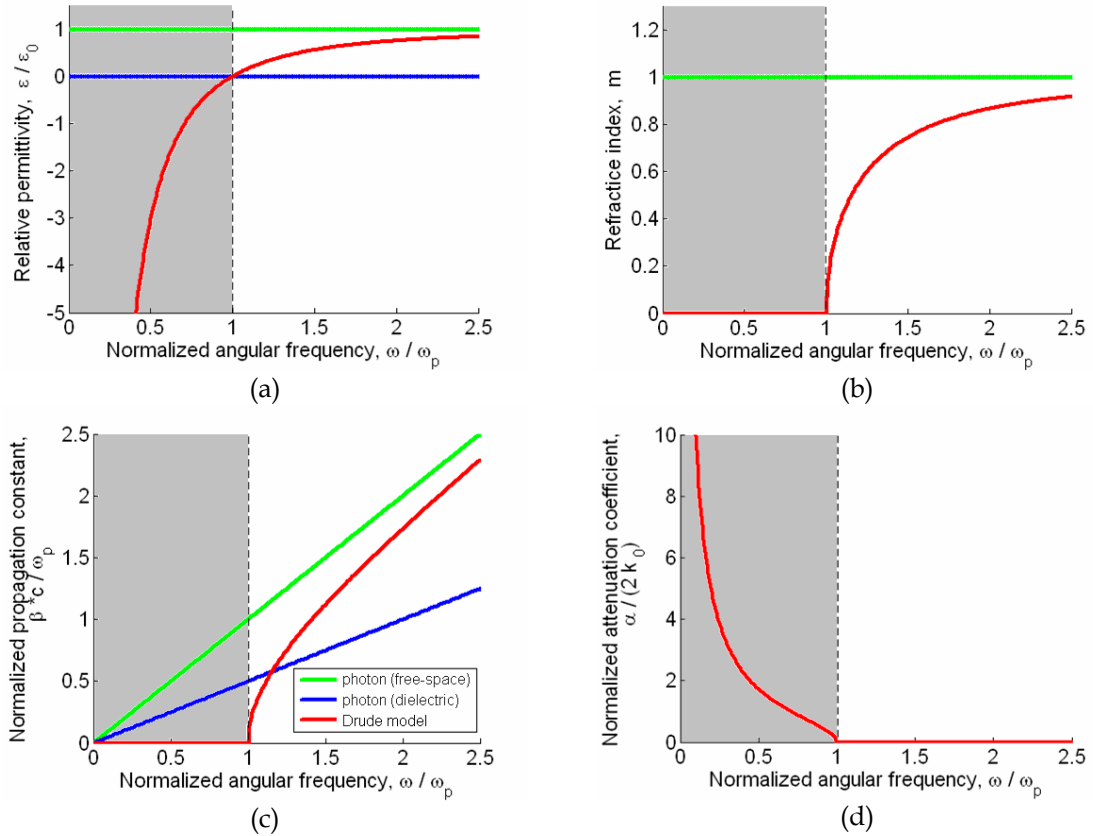 Relative permittivity, ε / ε0
1
0
-1
-2
-3
-4
-5
0
0.5
1
1.5
2
2.5
Normalized angular frequency, ω / ωp
(a)
Refractice index, m
1.2
1
0.8
0.6
0.4
0.2
0
0
0.5
1
1.5
2
2.5
Normalized angular frequency, ω / ωp
(b)
Normalized propagation constant,
β *c / ωp
2.5
2
1.5
1
0.5
0
photon (free-space)
photon (dielectric)
Drude model
0
0.5
1
1.5
2
2.5
Normalized angular frequency, ω / ωp
(c)
Normalized attenuation coefficient,
α / (2 k0)
10
8
6
4
2
0
0
0.5
1
1.5
2
2.5
Normalized angular frequency, ω / ωp
(d)